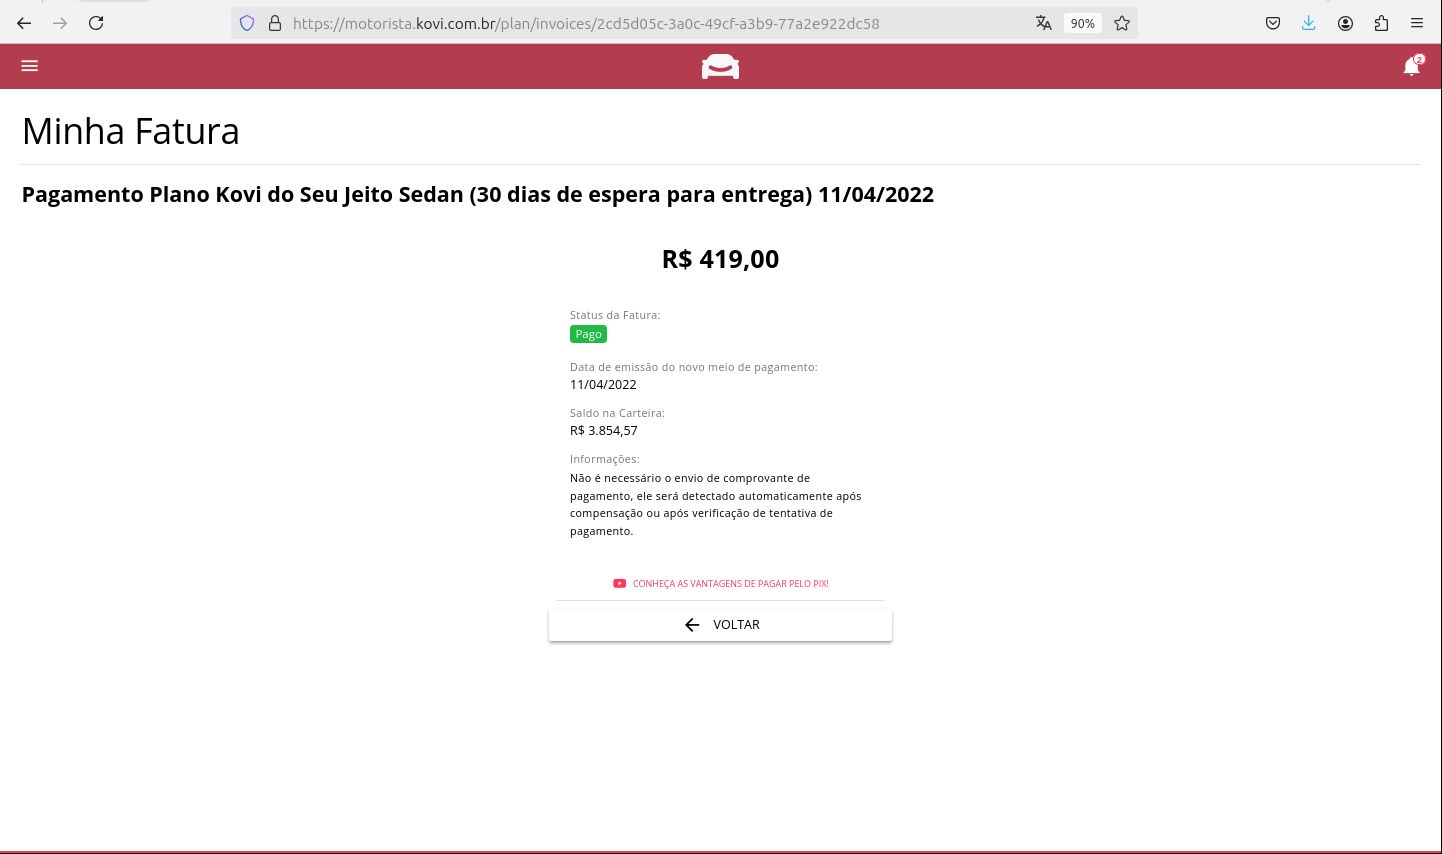 https://motorista.kovi.com.br/plan/invoices/2cd5d05c-3a0c-49cf-a3b9-77a2e922dc58
90%
2
Minha Fatura
Pagamento Plano Kovi do Seu Jeito Sedan (30 dias de espera para entrega) 11/04/2022
R$ 419,00
Status da Fatura:
Pago
Data de emissão do novo meio de pagamento:
11/04/2022
Saldo na Carteira:
R$ 3.854,57
Informações:
Não é necessário o envio de comprovante de
pagamento, ele será detectado automaticamente após
compensação ou após verificação de tentativa de
pagamento.
CONHEÇA AS VANTAGENS DE PAGAR PELO PIX!
VOLTAR